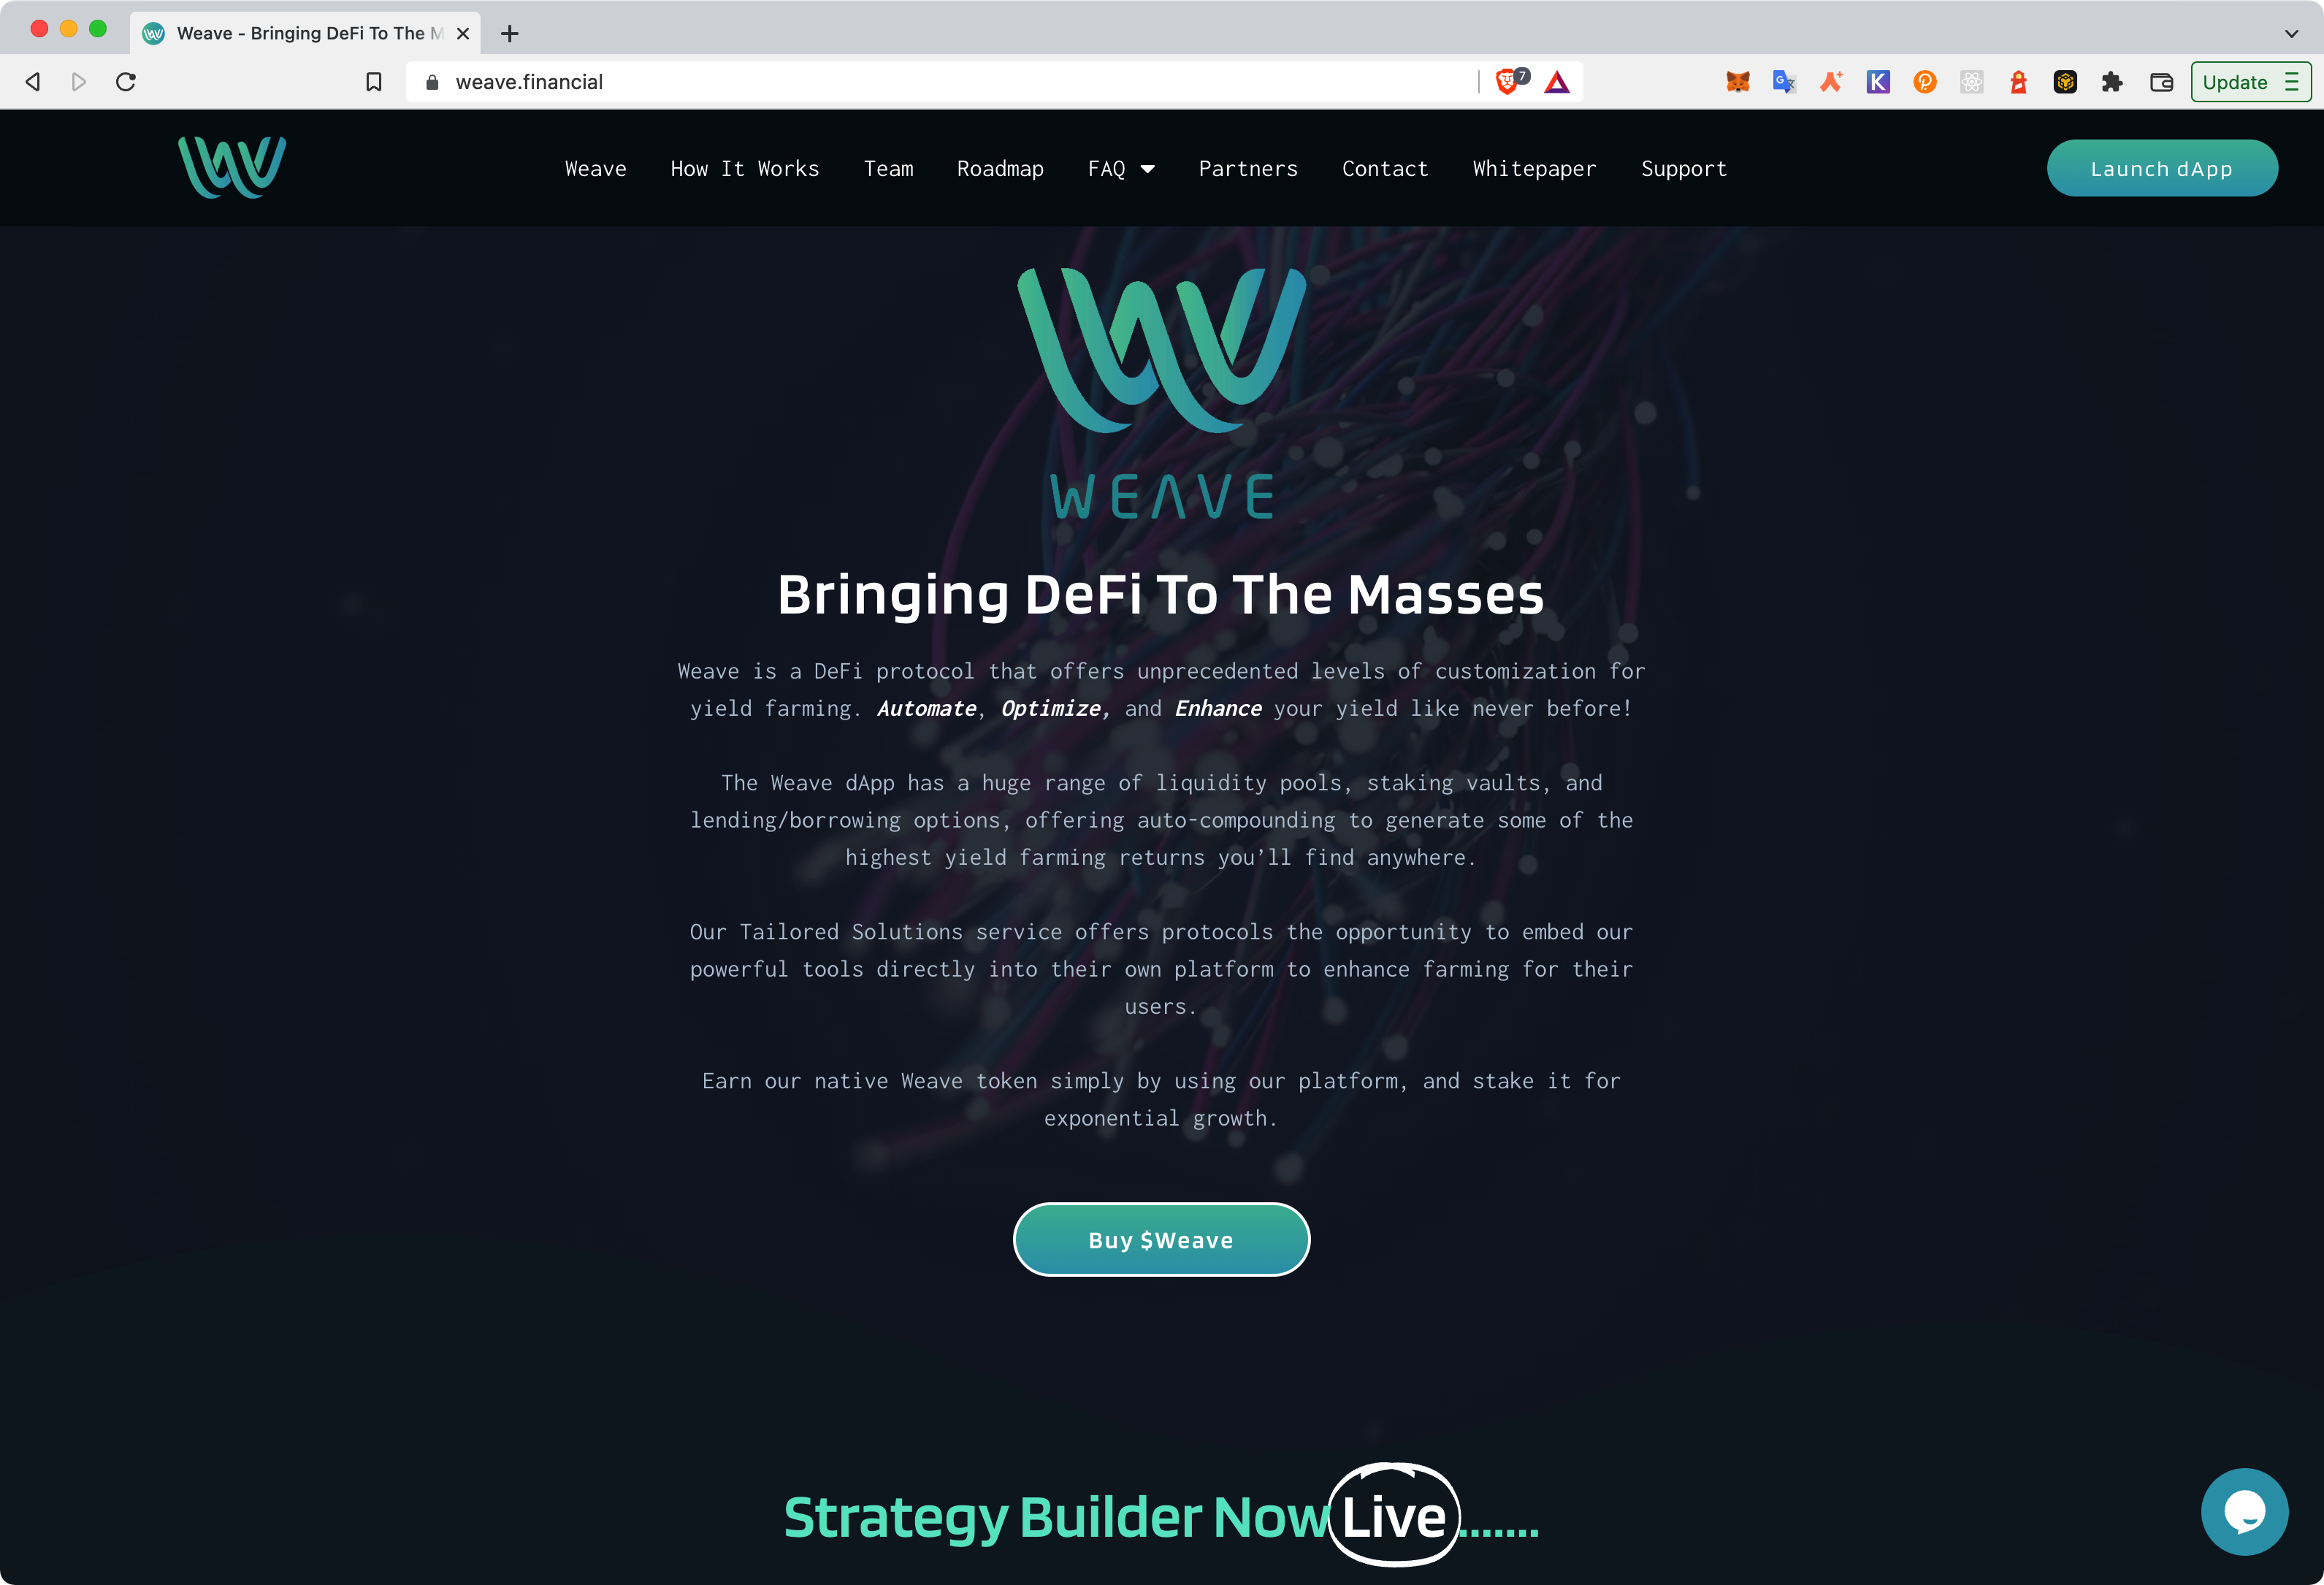 Weave - Bringing DeFi To The M
weave.financial
7
Update
Weave How It Works Team Roadmap FAQ Partners Contact Whitepaper Support
Launch dApp
WEAVE
Bringing DeFi To The Masses
Weave is a DeFi protocol that offers unprecedented levels of customization for
yield farming. Automate, Optimize, and Enhance your yield like never before!
The Weave dApp has a huge range of liquidity pools, staking vaults, and
lending/borrowing options, offering auto-compounding to generate some of the
highest yield farming returns you’ll find anywhere.
Our Tailored Solutions service offers protocols the opportunity to embed our
powerful tools directly into their own platform to enhance farming for their
users.
Earn our native Weave token simply by using our platform, and stake it for
exponential growth.
Buy $Weave
Strategy Builder Now Live.......